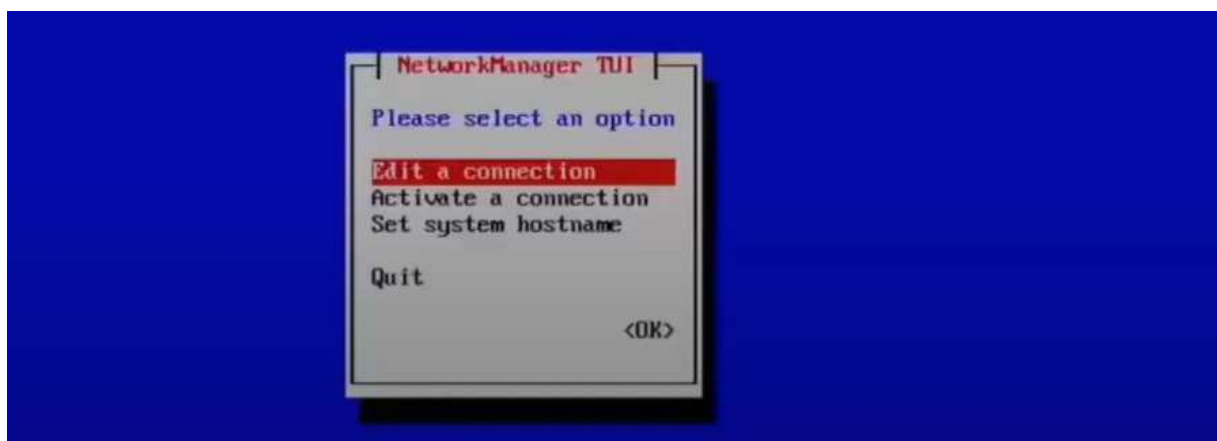 NetworkManager TUI
Please select an option
Edit a connection
Activate a connection
Set system hostname
Quit
<OK>